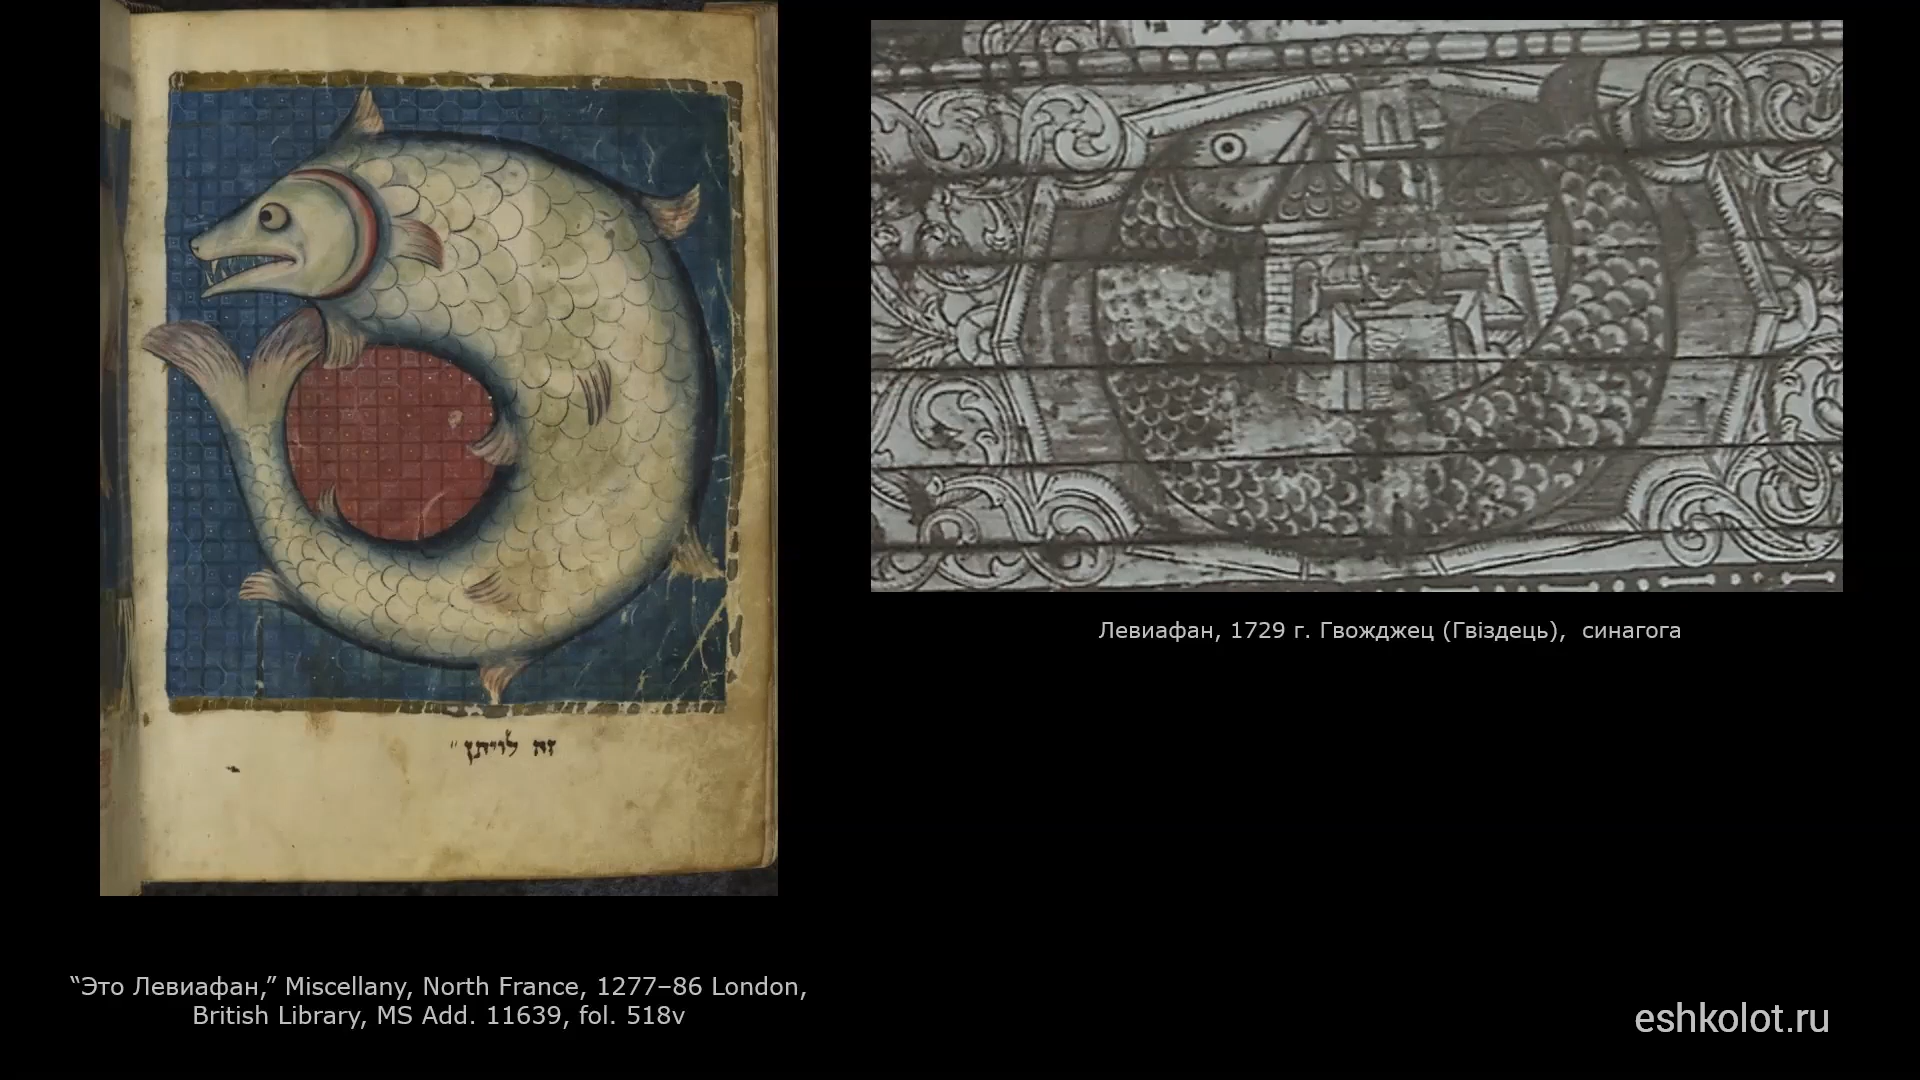 זה לויתן"
“Это Левиафан,” Miscellany, North France, 1277–86 London,
British Library, MS Add. 11639, fol. 518v
Левиафан, 1729 г. Гвожджец (Гвіздець), синагога
eshkolot.ru